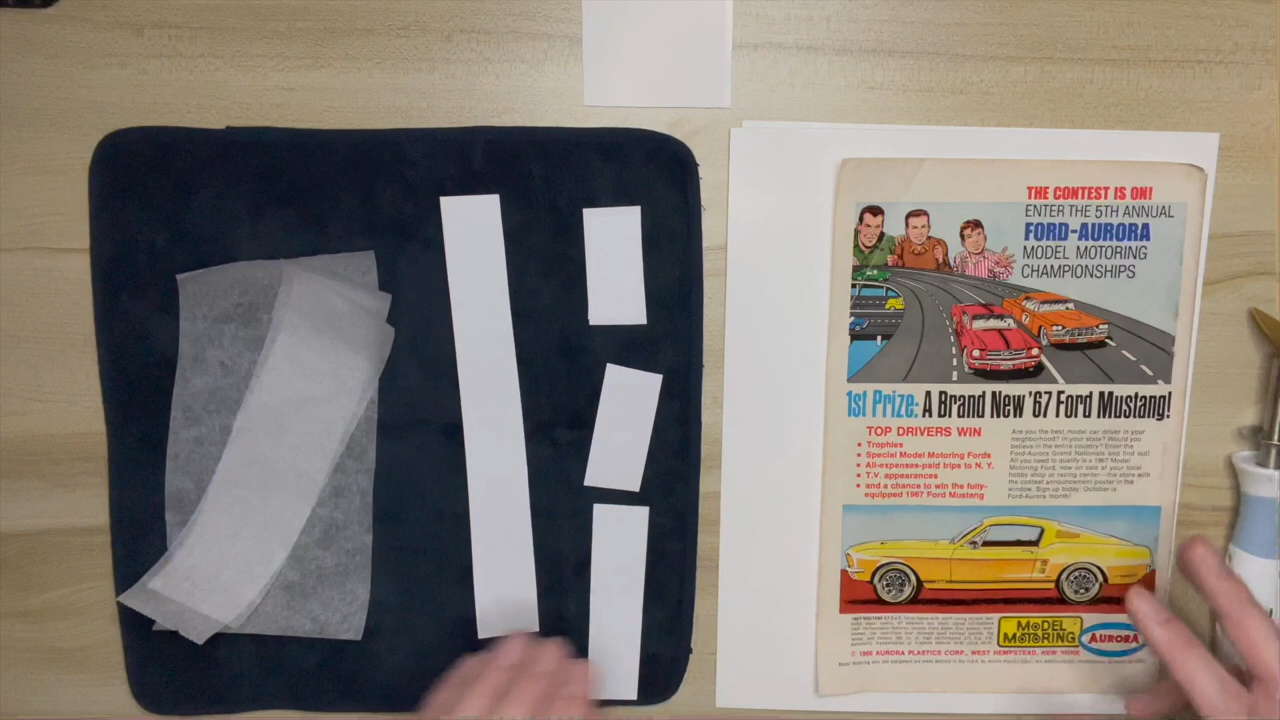 THE CONTEST IS ON!
ENTER THE 5TH ANNUAL
FORD-AURORA
MODEL MOTORING
CHAMPIONSHIPS
7
1st Prize: A Brand New '67 Ford Mustang!
TOP DRIVERS WIN
Trophies
Special Model Motoring Fords
All-expenses-paid trips to N. Y.
T.V. appearances
and a chance to win the fully-
equipped 1967 Ford Mustang
Are you the best model car driver in your
neighborhood? In your state? Would you
believe in the entire country? Enter the
Ford-Aurora Grand Nationals and find out!
All you need to qualify is a 1967 Model
Motoring Ford, now on sale at your local
hobby shop or racing center—the store with
the contest announcement poster in the
window. Sign up today. October is
Ford-Aurora month!
MODEL
MOTORING
AURORA
© 1966 AURORA PLASTICS CORP., WEST HEMPSTEAD, NEW YORK